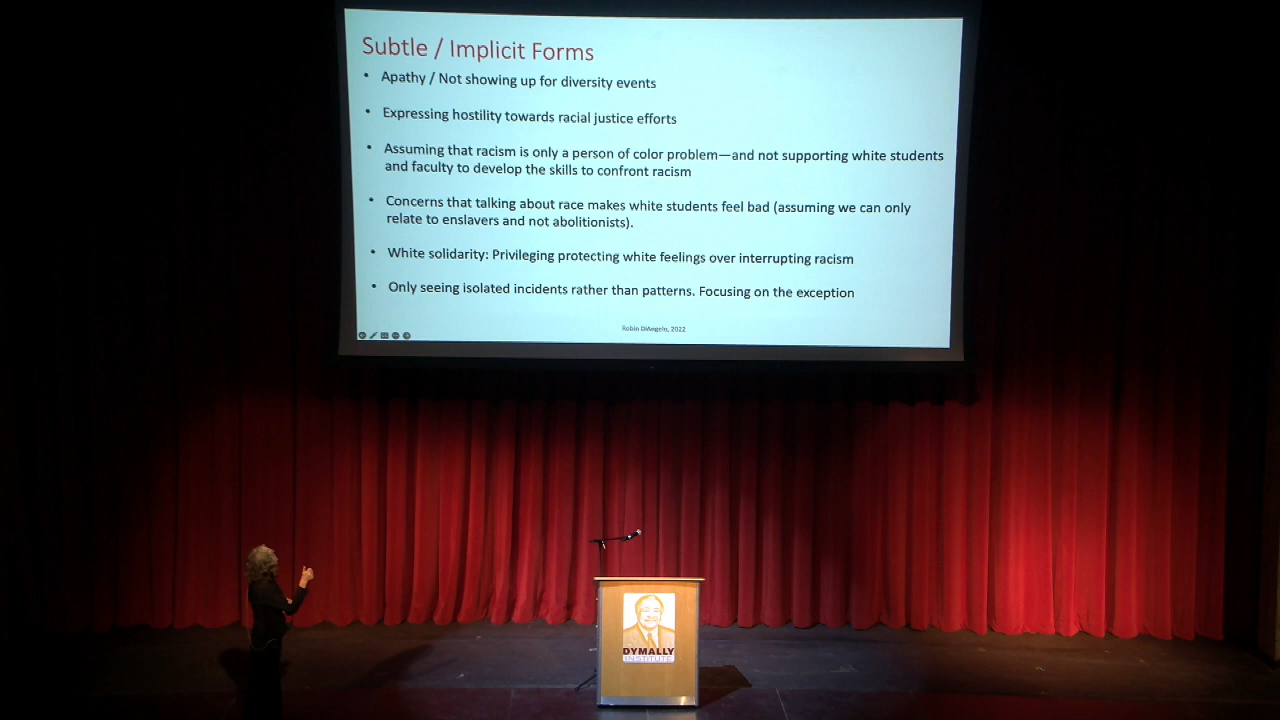 Subtle / Implicit Forms
• Apathy / Not showing up for diversity events
• Expressing hostility towards racial justice efforts
• Assuming that racism is only a person of color problem—and not supporting white students
and faculty to develop the skills to confront racism
• Concerns that talking about race makes white students feel bad (assuming we can only
relate to enslavers and not abolitionists).
• White solidarity: Privileging protecting white feelings over interrupting racism
• Only seeing isolated incidents rather than patterns. Focusing on the exception
Robin DiAngelo, 2022
DYMALLY
INSTITUTE